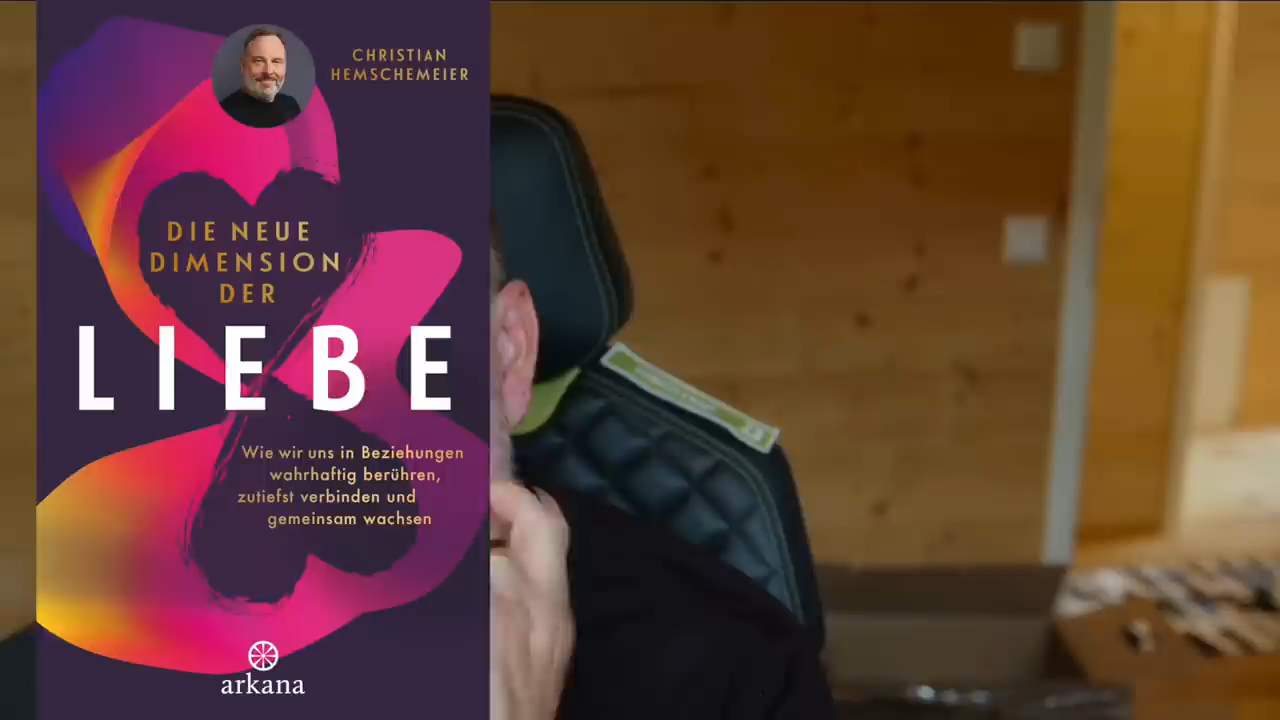 CHRISTIAN
HEMSCHEMEIER
DIE NEUE
DIMENSION
DER
LIEBE
Wie wir uns in Beziehungen
wahrhaftig berühren,
zutiefst verbinden und
gemeinsam wachsen
arkana